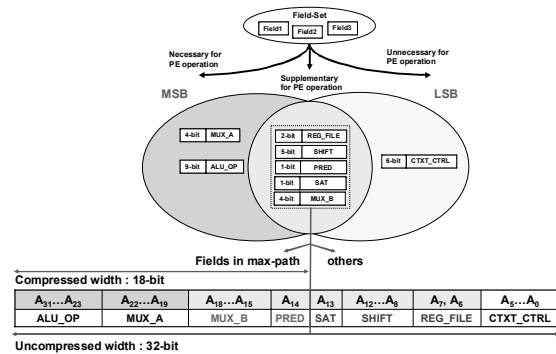 Field-Set
Field1
Field2
Field3
Necessary for
PE operation
Supplementary
for PE operation
Unnecessary for
PE operation
MSB
LSB
4-bit MUX_A
9-bit ALU_OP
2-bit REG_FILE
5-bit SHIFT
1-bit PRED
1-bit SAT
4-bit MUX_B
6-bit CTXT_CTRL
Fields in max-path
others
Compressed width : 18-bit
A31…A23 A22…A19 A18…A15 A14 A13 A12…A8 A7, A6 A5…A0
ALU_OP MUX_A MUX_B PRED SAT SHIFT REG_FILE CTXT_CTRL
Uncompressed width : 32-bit